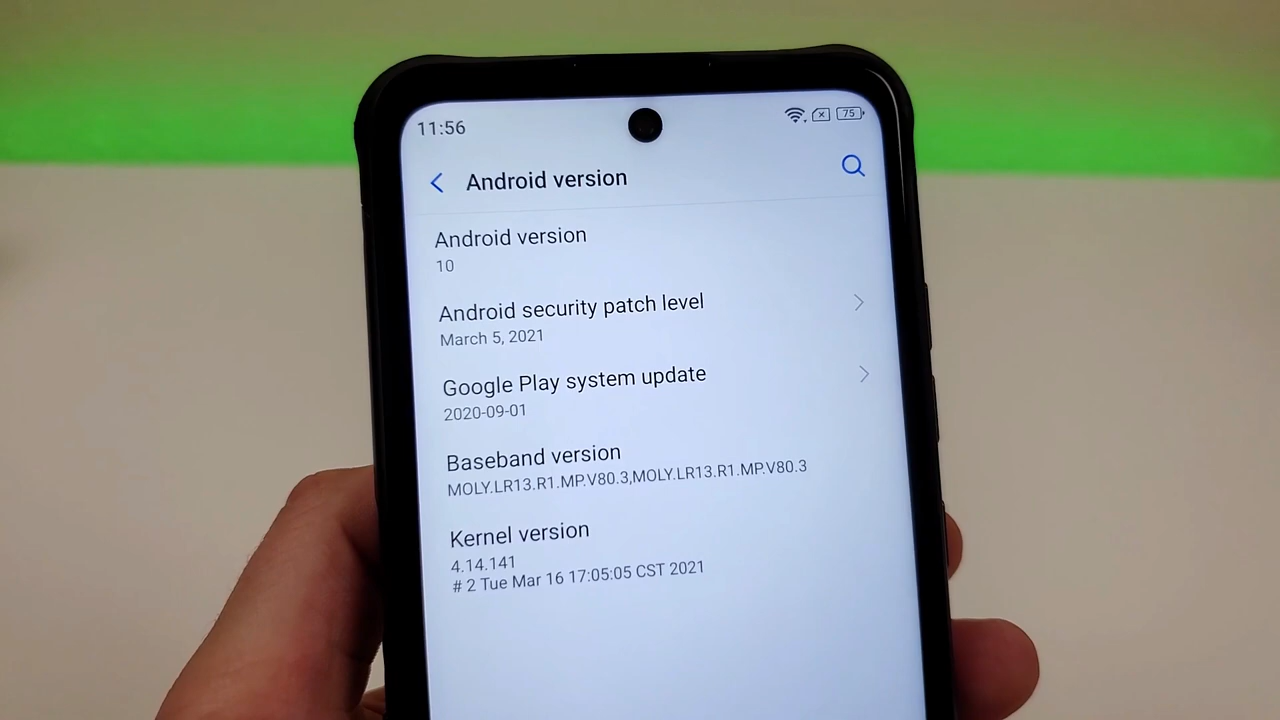 11:56
75
Android version
Android version
10
Android security patch level
March 5, 2021
Google Play system update
2020-09-01
Baseband version
MOLY.LR13.R1.MP.V80.3,MOLY.LR13.R1.MP.V80.3
Kernel version
4.14.141
# 2 Tue Mar 16 17:05:05 CST 2021